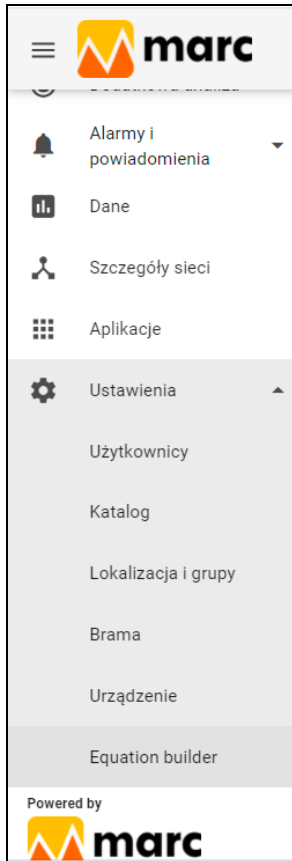 marc
Alarmy i
powiadomienia
Dane
Szczegóły sieci
Aplikacje
Ustawienia
Użytkownicy
Katalog
Lokalizacja i grupy
Brama
Urządzenie
Equation builder
Powered by
marc